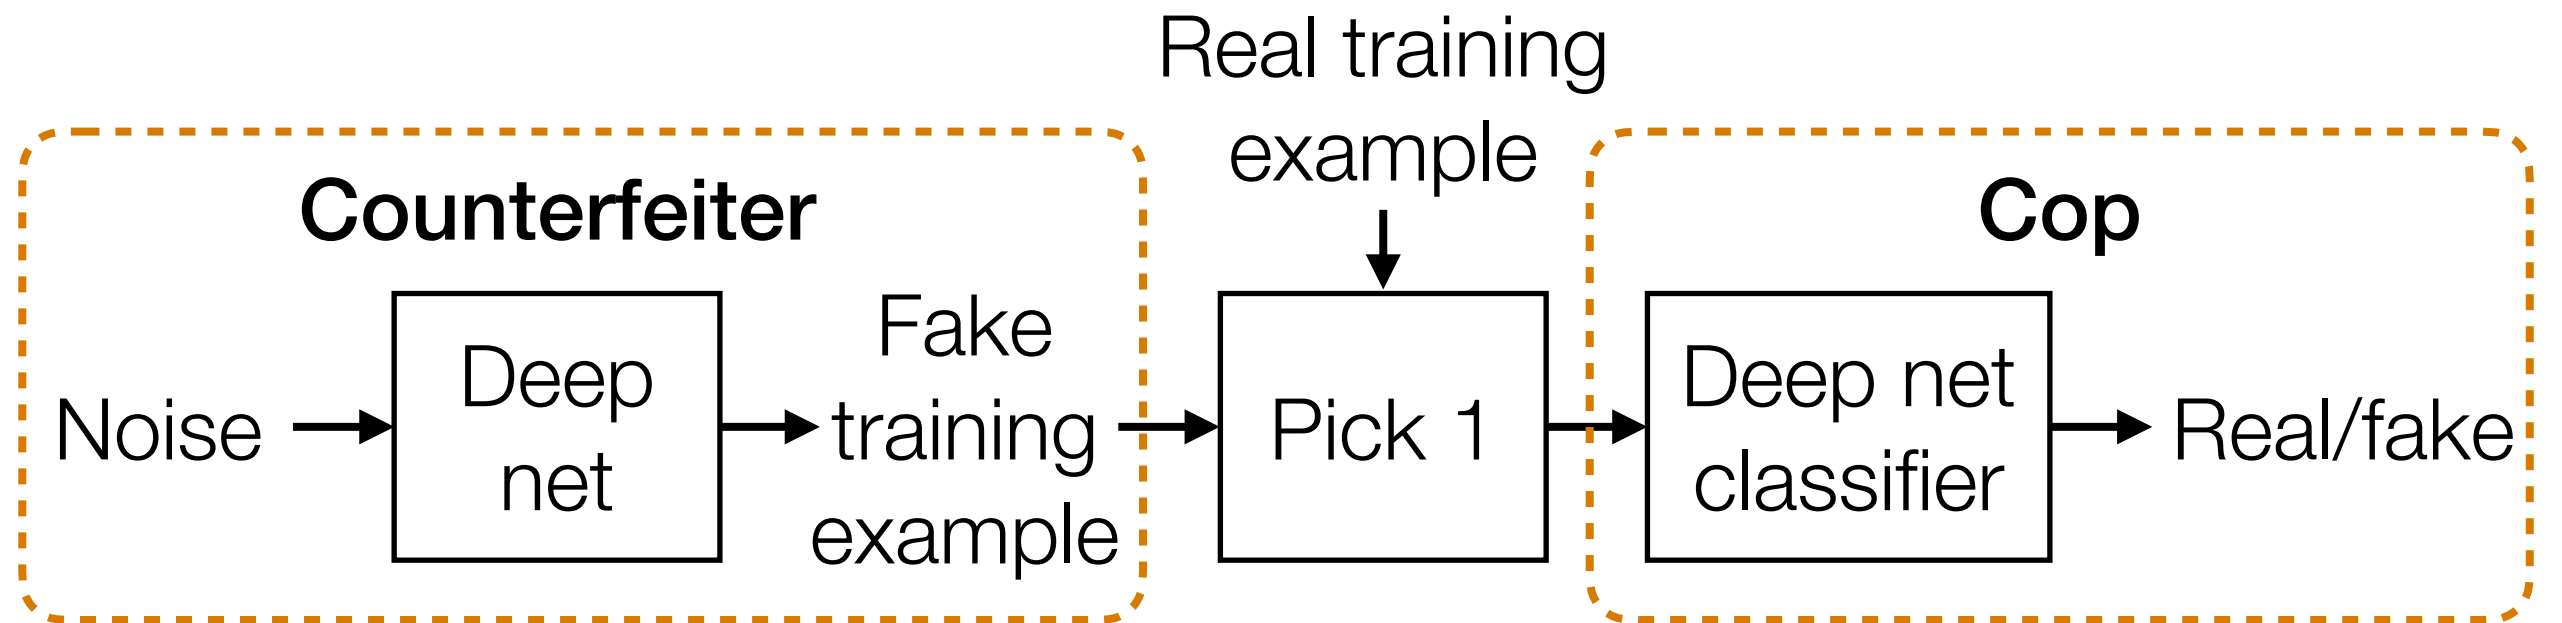 Real training
example
Counterfeiter
Cop
Noise
Deep
net
Fake
training
example
Pick 1
Deep net
classifier
Real/fake